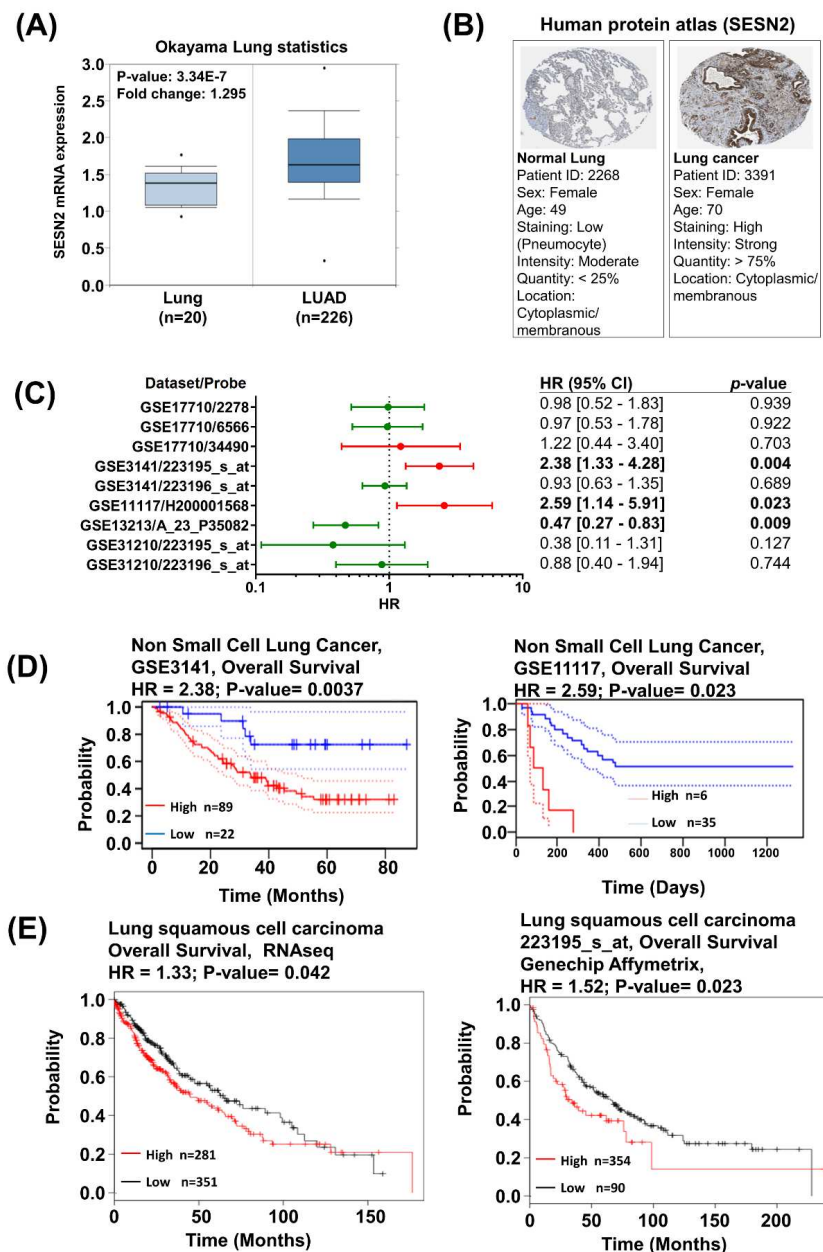 (A)
Okayama Lung statistics
P-value: 3.34E-7
Fold change: 1.295
SESN2 mRNA expression
3.0
2.5
2.0
1.5
1.0
0.5
0.0
Lung
(n=20)
LUAD
(n=226)
(B)
Human protein atlas (SESN2)
Normal Lung
Patient ID: 2268
Sex: Female
Age: 49
Staining: Low
(Pneumocyte)
Intensity: Moderate
Quantity: < 25%
Location:
Cytoplasmic/
membranous
Lung cancer
Patient ID: 3391
Sex: Female
Age: 70
Staining: High
Intensity: Strong
Quantity: > 75%
Location: Cytoplasmic/
membranous
(C)
Dataset/Probe HR (95% CI) p-value
GSE17710/2278 0.98 [0.52 - 1.83] 0.939
GSE17710/6566 0.97 [0.53 - 1.78] 0.922
GSE17710/34490 1.22 [0.44 - 3.40] 0.703
GSE3141/223195_s_at 2.38 [1.33 - 4.28] 0.004
GSE3141/223196_s_at 0.93 [0.63 - 1.35] 0.689
GSE11117/H200001568 2.59 [1.14 - 5.91] 0.023
GSE13213/A_23_P35082 0.47 [0.27 - 0.83] 0.009
GSE31210/223195_s_at 0.38 [0.11 - 1.31] 0.127
GSE31210/223196_s_at 0.88 [0.40 - 1.94] 0.744
0.1 1 10
HR
(D)
Non Small Cell Lung Cancer,
GSE3141, Overall Survival
HR = 2.38; P-value= 0.0037
Probability
1.0
0.8
0.6
0.4
0.2
0.0
High n=89
Low n=22
0 20 40 60 80
Time (Months)
Non Small Cell Lung Cancer,
GSE11117, Overall Survival
HR = 2.59; P-value= 0.023
Probability
1.0
0.8
0.6
0.4
0.2
0.0
High n=6
Low n=35
0 200 400 600 800 1000 1200
Time (Days)
(E)
Lung squamous cell carcinoma
Overall Survival, RNAseq
HR = 1.33; P-value= 0.042
Probability
1.0
0.8
0.6
0.4
0.2
0.0
High n=281
Low n=351
0 50 100 150
Time (Months)
Lung squamous cell carcinoma
223195_s_at, Overall Survival
Genechip Affymetrix,
HR = 1.52; P-value= 0.023
Probability
1.0
0.8
0.6
0.4
0.2
0.0
High n=354
Low n=90
0 50 100 150 200
Time (Months)